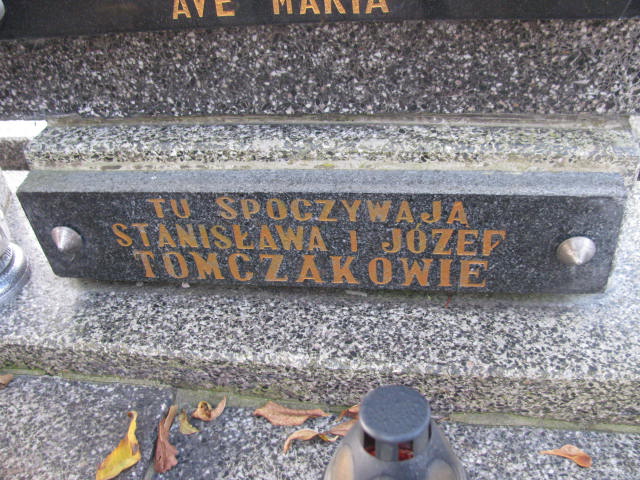 AVE MARIA
TU SPOCZYWAJĄ
STANISŁAWA I JÓZEF
TOMCZAKOWIE